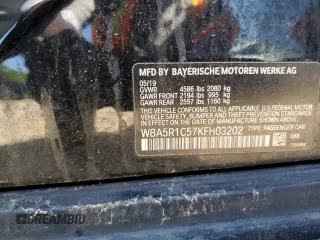 MFD BY BAYERISCHE MOTOREN WERKE AG
05/19
GVWR 4586 lbs 2080 kg
GAWR FRONT 2194 lbs 995 kg
GAWR REAR 2557 lbs 1160 kg
THIS VEHICLE CONFORMS TO ALL APPLICABLE U.S. FEDERAL MOTOR
VEHICLE SAFETY, BUMPER, AND THEFT PREVENTION
STANDARDS IN EFFECT ON THE DATE OF MANUFACTURE SHOWN ABOVE.
WBA5R1C57KFH03202 TYPE: PASSENGER CAR
DREAMBID